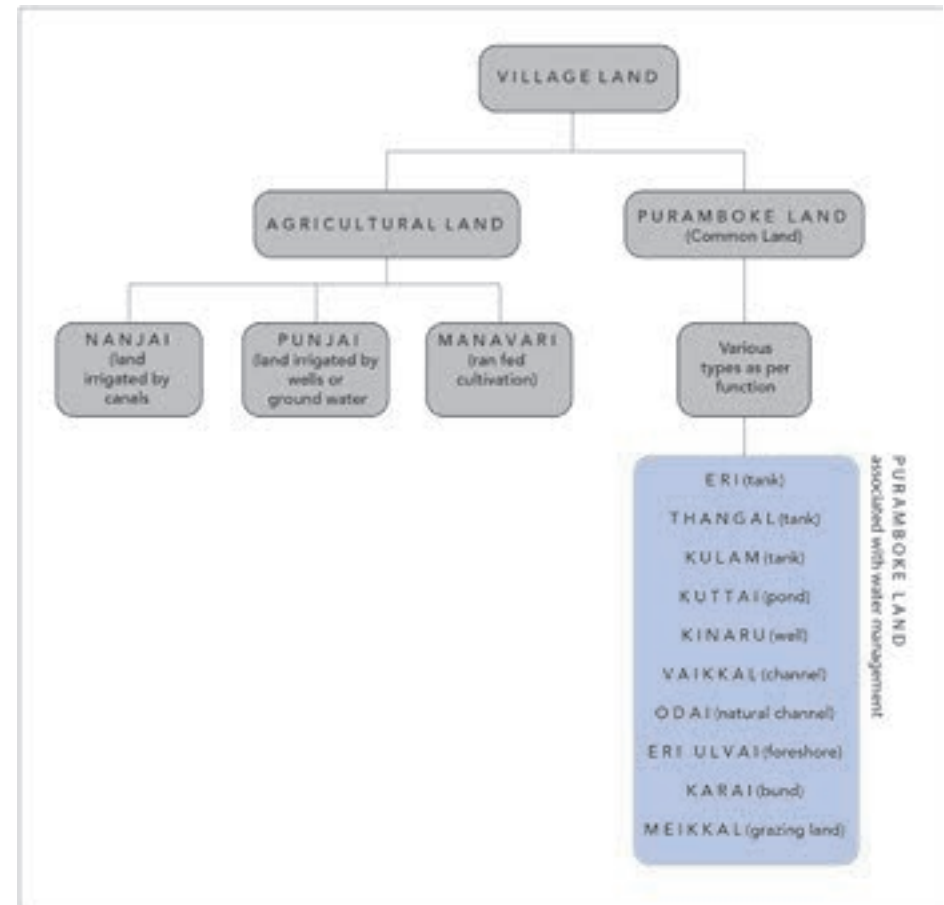 VILLAGE LAND
AGRICULTURAL LAND
PURAMBOKE LAND
(Common Land)
NANJAI
(land
irrigated by
canals
PUNJAI
(land irrigated by
wells or
ground water
MANAVARI
(ran fed
cultivation)
Various
types as per
function
ERI (tank)
THANGAL (tank)
KULAM (tank)
KUTTAI (pond)
KINARU (well)
VAIKKAL (channel)
ODAI (natural channel)
ERI ULVAI (foreshore)
KARAI (bund)
MEIKKAL (grazing land)
PURAMBOKE LAND
associated with water management